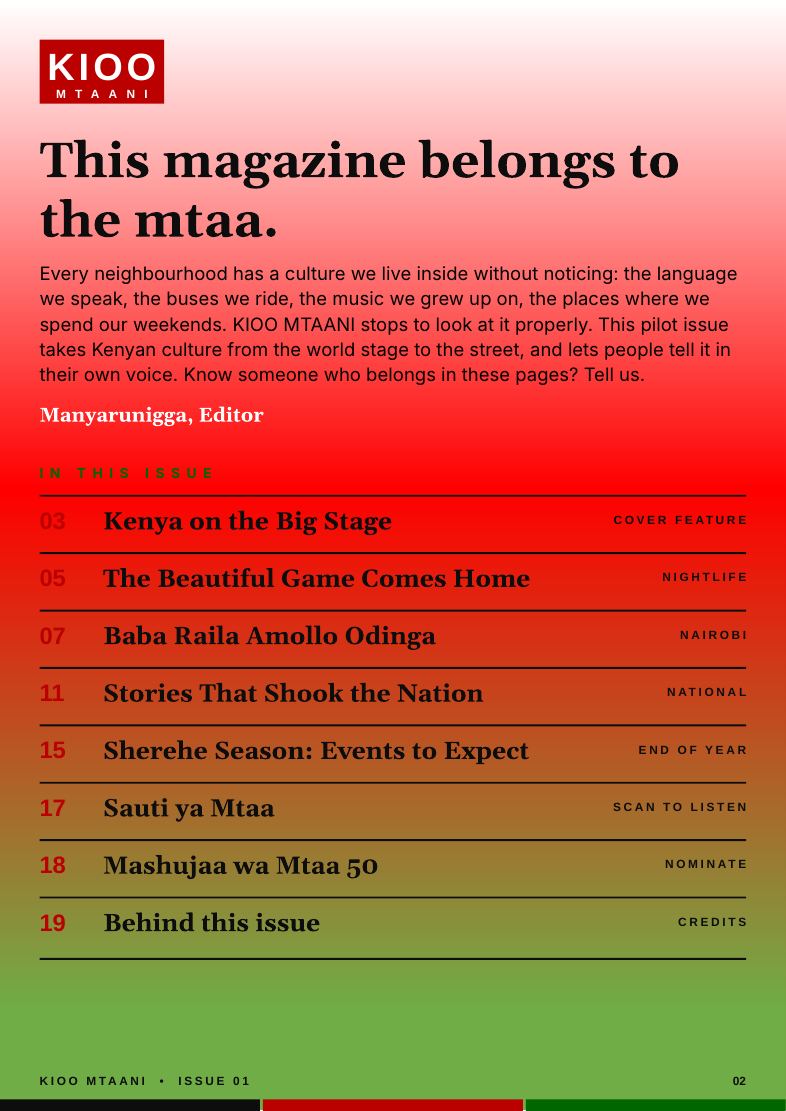 KIOO
MTAANI
This magazine belongs to
the mtaa.
Every neighbourhood has a culture we live inside without noticing: the language
we speak, the buses we ride, the music we grew up on, the places where we
spend our weekends. KIOO MTAANI stops to look at it properly. This pilot issue
takes Kenyan culture from the world stage to the street, and lets people tell it in
their own voice. Know someone who belongs in these pages? Tell us.
Manyarunigga, Editor
IN THIS ISSUE
03 Kenya on the Big Stage COVER FEATURE
05 The Beautiful Game Comes Home NIGHTLIFE
07 Baba Raila Amollo Odinga NAIROBI
11 Stories That Shook the Nation NATIONAL
15 Sherehe Season: Events to Expect END OF YEAR
17 Sauti ya Mtaa SCAN TO LISTEN
18 Mashujaa wa Mtaa 50 NOMINATE
19 Behind this issue CREDITS
KIOO MTAANI • ISSUE 01 02